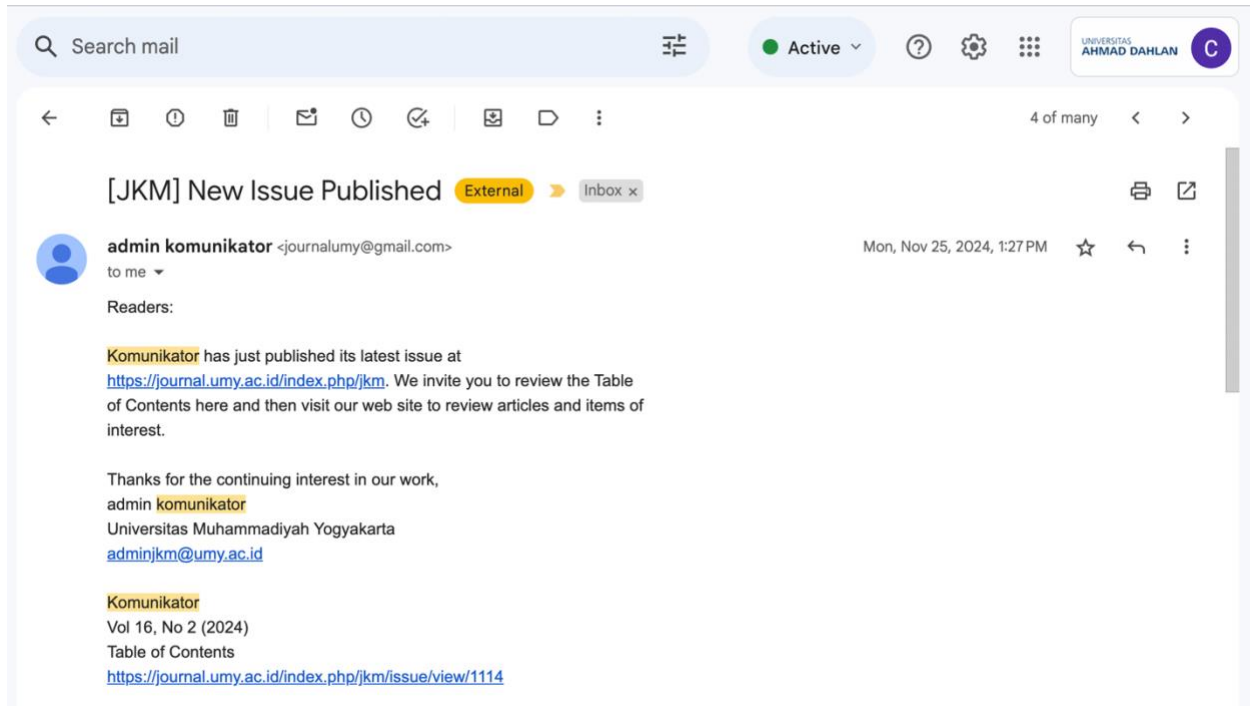 Search mail
Active
UNIVERSITAS
AHMAD DAHLAN
C
4 of many
[JKM] New Issue Published External Inbox x
admin komunikator <journalumy@gmail.com> Mon, Nov 25, 2024, 1:27 PM
to me
Readers:
Komunikator has just published its latest issue at
https://journal.umy.ac.id/index.php/jkm. We invite you to review the Table
of Contents here and then visit our web site to review articles and items of
interest.
Thanks for the continuing interest in our work,
admin komunikator
Universitas Muhammadiyah Yogyakarta
adminjkm@umy.ac.id
Komunikator
Vol 16, No 2 (2024)
Table of Contents
https://journal.umy.ac.id/index.php/jkm/issue/view/1114